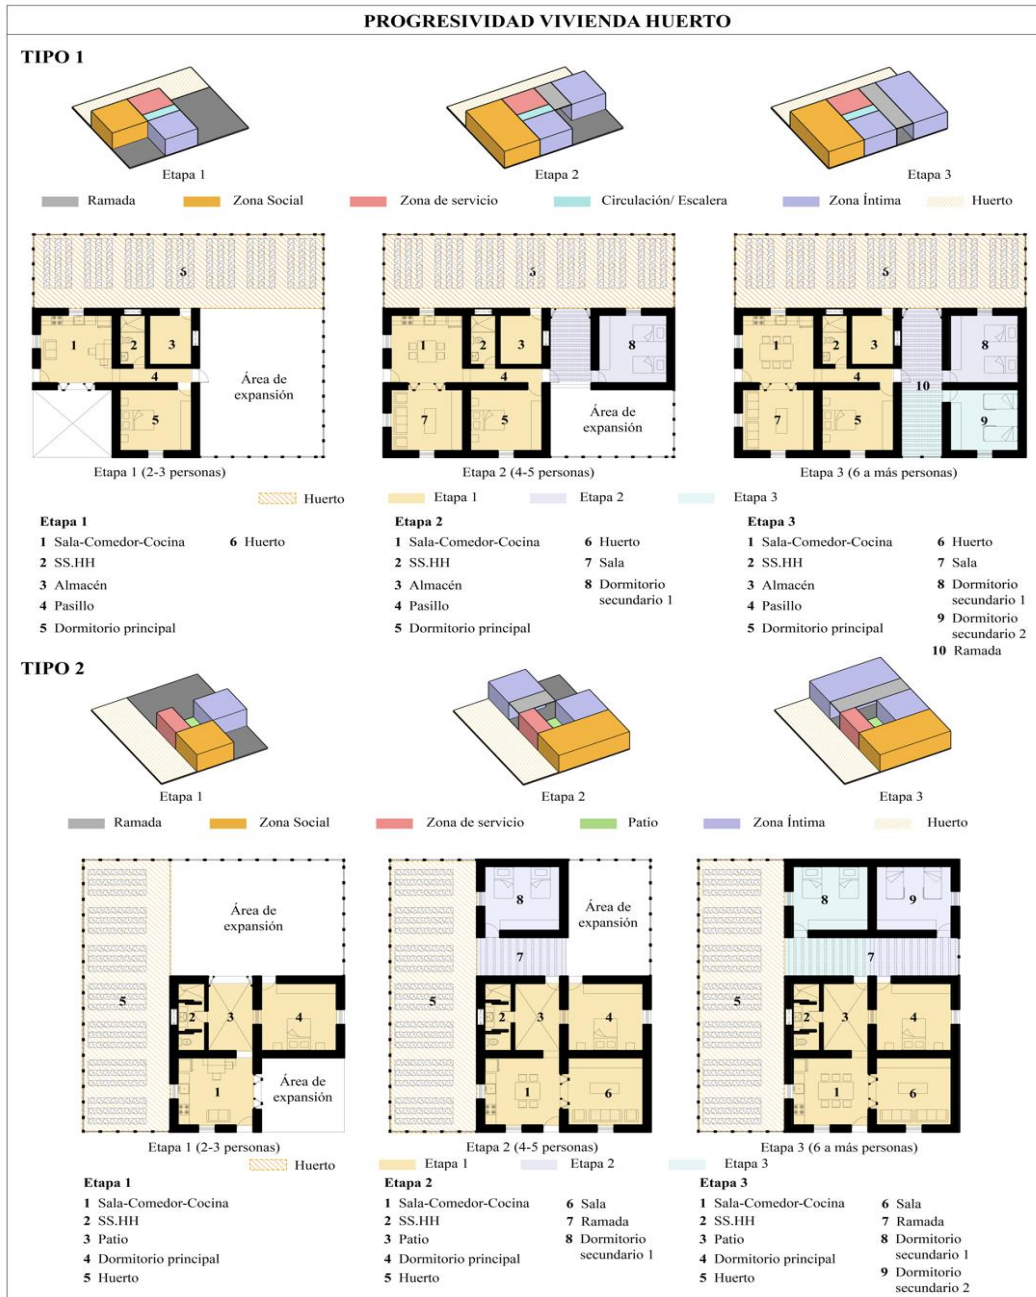 PROGRESIVIDAD VIVIENDA HUERTO
TIPO 1
Etapa 1
Etapa 2
Etapa 3
Ramada
Zona Social
Zona de servicio
Circulación/ Escalera
Zona Íntima
Huerto
6
1
2
3
4
5
Área de
expansión
Etapa 1 (2-3 personas)
6
1
2
3
4
8
7
5
Área de
expansión
Etapa 2 (4-5 personas)
6
1
2
3
8
4
10
7
5
9
Etapa 3 (6 a más personas)
Huerto
Etapa 1
Etapa 2
Etapa 3
Etapa 1
1 Sala-Comedor-Cocina
2 SS.HH
3 Almacén
4 Pasillo
5 Dormitorio principal
6 Huerto
Etapa 2
1 Sala-Comedor-Cocina
2 SS.HH
3 Almacén
4 Pasillo
5 Dormitorio principal
6 Huerto
7 Sala
8 Dormitorio
secundario 1
Etapa 3
1 Sala-Comedor-Cocina
2 SS.HH
3 Almacén
4 Pasillo
5 Dormitorio principal
6 Huerto
7 Sala
8 Dormitorio
secundario 1
9 Dormitorio
secundario 2
10 Ramada
TIPO 2
Etapa 1
Etapa 2
Etapa 3
Ramada
Zona Social
Zona de servicio
Patio
Zona Íntima
Huerto
Área de
expansión
5
2
3
4
1
Área de
expansión
Etapa 1 (2-3 personas)
8
Área de
expansión
7
5
2
3
4
1
6
Etapa 2 (4-5 personas)
8
9
7
5
2
3
4
1
6
Etapa 3 (6 a más personas)
Huerto
Etapa 1
Etapa 2
Etapa 3
Etapa 1
1 Sala-Comedor-Cocina
2 SS.HH
3 Patio
4 Dormitorio principal
5 Huerto
Etapa 2
1 Sala-Comedor-Cocina
2 SS.HH
3 Patio
4 Dormitorio principal
5 Huerto
6 Sala
7 Ramada
8 Dormitorio
secundario 1
Etapa 3
1 Sala-Comedor-Cocina
2 SS.HH
3 Patio
4 Dormitorio principal
5 Huerto
6 Sala
7 Ramada
8 Dormitorio
secundario 1
9 Dormitorio
secundario 2